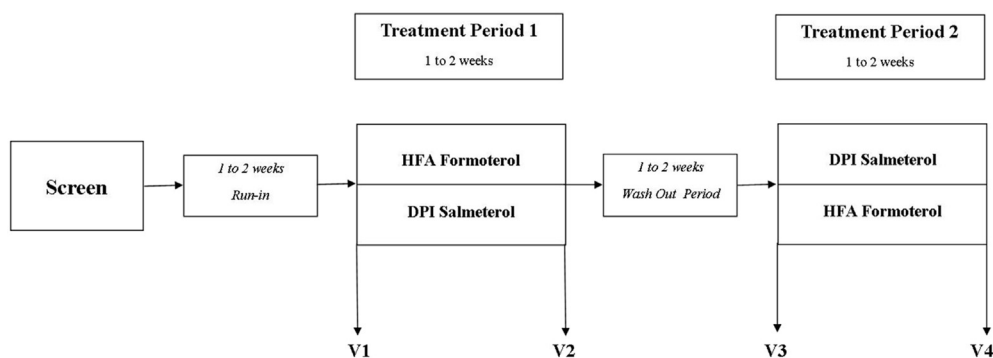 Treatment Period 1
1 to 2 weeks
Treatment Period 2
1 to 2 weeks
Screen
1 to 2 weeks
Run-in
HFA Formoterol
DPI Salmeterol
1 to 2 weeks
Wash Out Period
DPI Salmeterol
HFA Formoterol
V1
V2
V3
V4